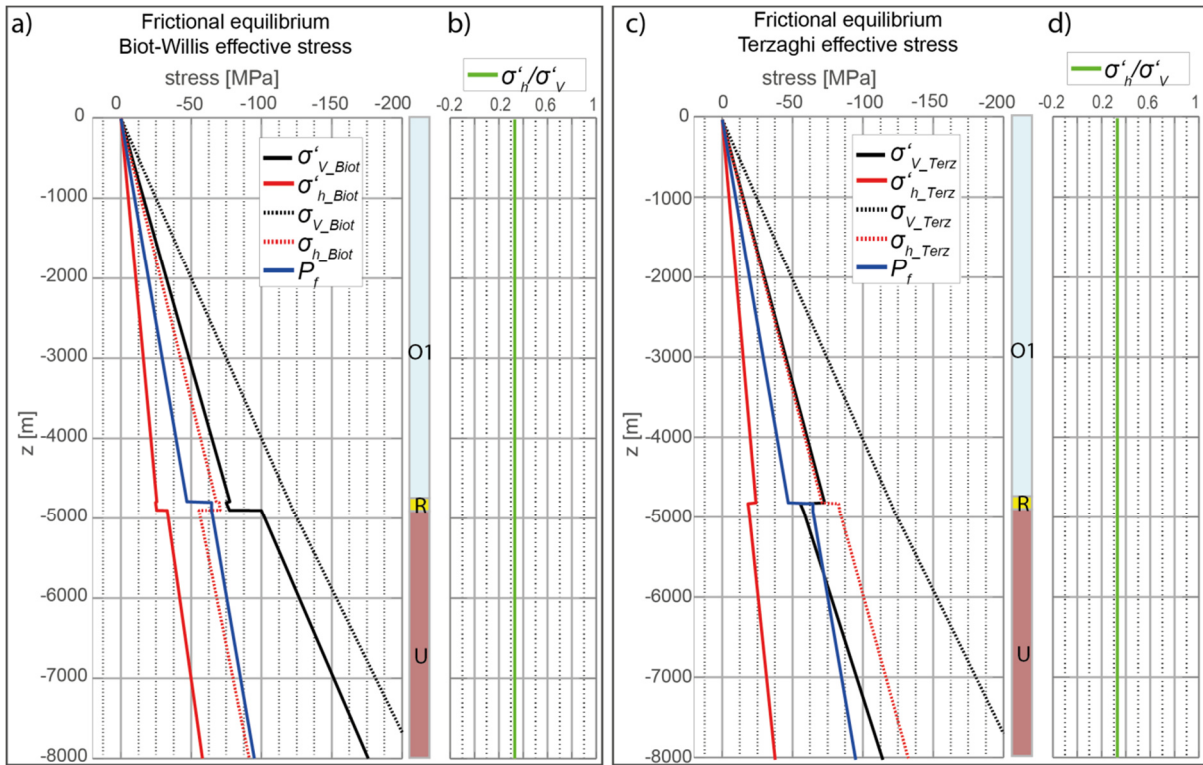 a)
Frictional equilibrium
Biot-Willis effective stress
stress [MPa]
0 -50 -100 -150 -200
σ'V_Biot
σ'h_Biot
σV_Biot
σh_Biot
Pf
0
-1000
-2000
-3000
-4000
-5000
-6000
-7000
-8000
z [m]
O1
R
U
b)
σ'h/σ'V
-0.2 0.2 0.6 1
c)
Frictional equilibrium
Terzaghi effective stress
stress [MPa]
0 -50 -100 -150 -200
σ'V_Terz
σ'h_Terz
σV_Terz
σh_Terz
Pf
0
-1000
-2000
-3000
-4000
-5000
-6000
-7000
-8000
z [m]
O1
R
U
d)
σ'h/σ'V
-0.2 0.2 0.6 1